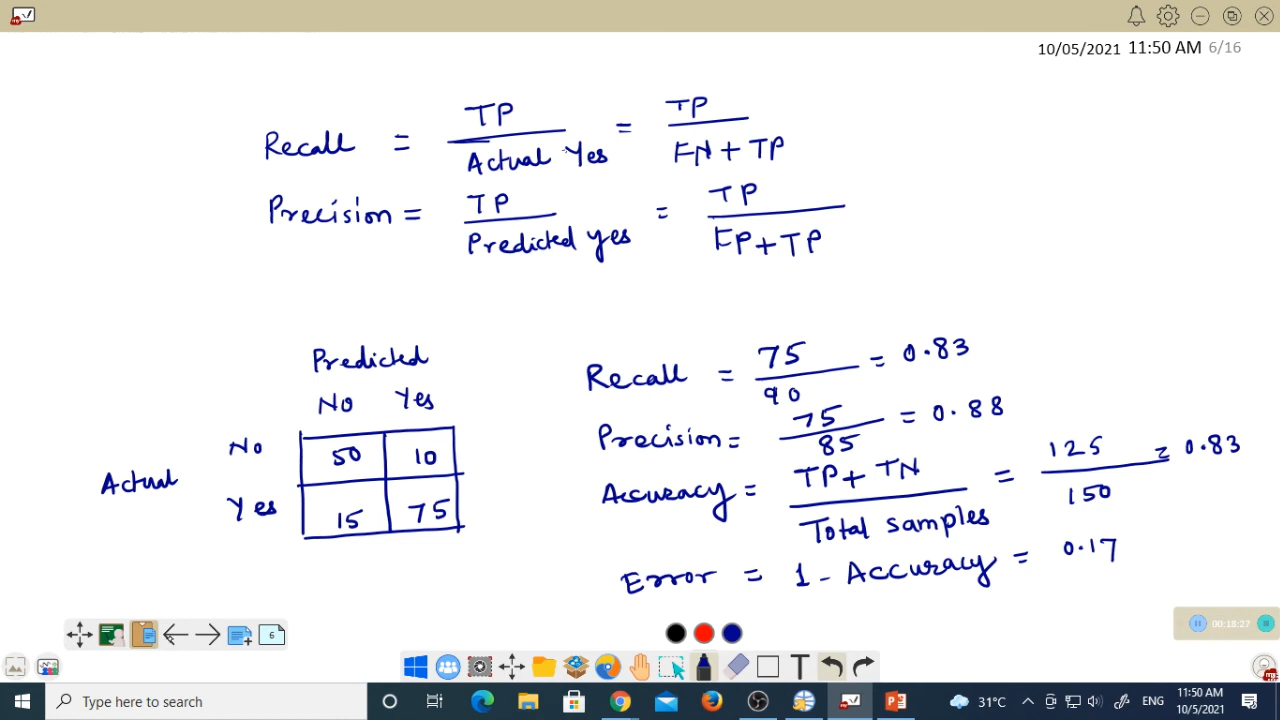 10/05/2021 11:50 AM 6/16
Recall = TP / Actual Yes = TP / FN + TP
Precision = TP / Predicted yes = TP / FP + TP
Predicted
No Yes
Actual
No 50 10
Yes 15 75
Recall = 75 / 90 = 0.83
Precision = 75 / 85 = 0.88
Accuracy = TP + TN / Total samples = 125 / 150 = 0.83
Error = 1 - Accuracy = 0.17
6
00:18:27
T
Type here to search
31°C
ENG
11:50 AM
10/5/2021